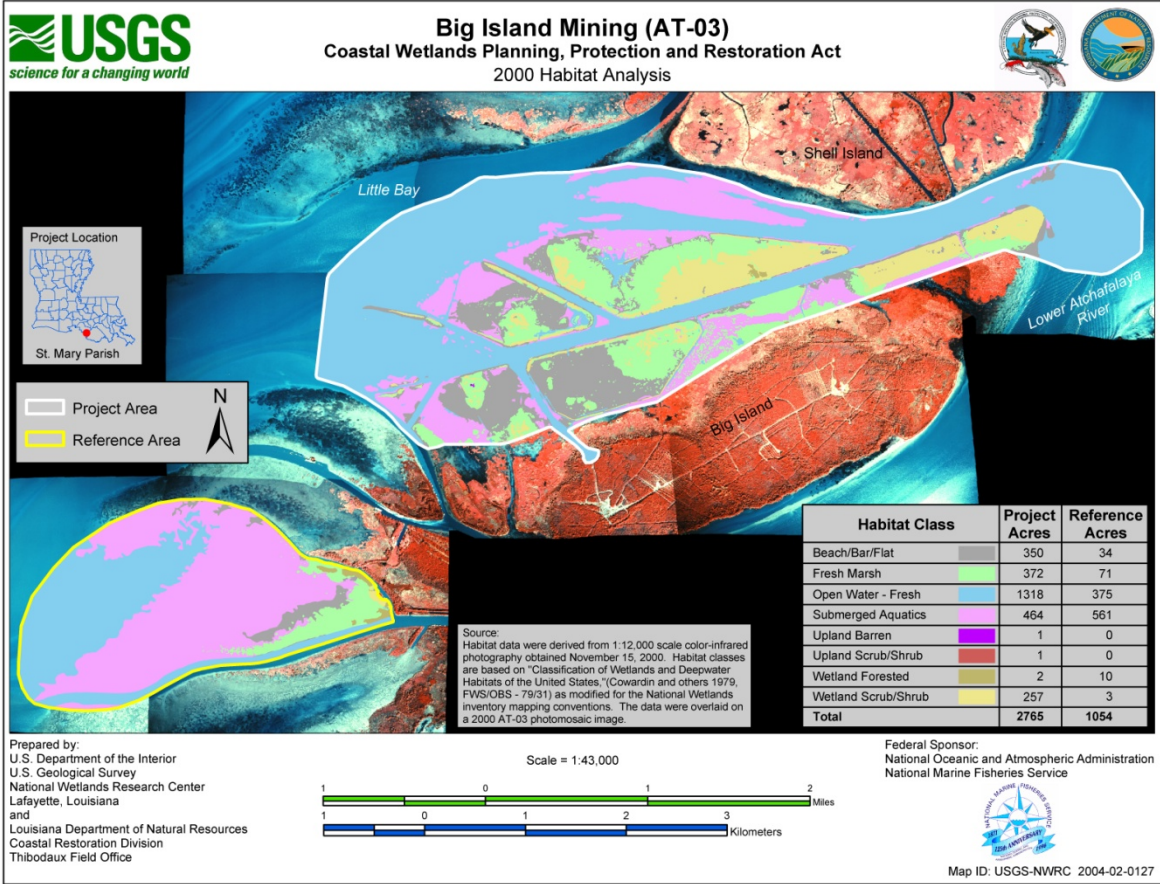 USGS
science for a changing world
Big Island Mining (AT-03)
Coastal Wetlands Planning, Protection and Restoration Act
2000 Habitat Analysis
Shell Island
Little Bay
Project Location
St. Mary Parish
Lower Atchafalaya
River
Project Area
Reference Area
N
Big Island
Habitat Class Project Acres Reference Acres
Beach/Bar/Flat 350 34
Fresh Marsh 372 71
Open Water - Fresh 1318 375
Submerged Aquatics 464 561
Upland Barren 1 0
Upland Scrub/Shrub 1 0
Wetland Forested 2 10
Wetland Scrub/Shrub 257 3
Total 2765 1054
Source:
Habitat data were derived from 1:12,000 scale color-infrared
photography obtained November 15, 2000. Habitat classes
are based on "Classification of Wetlands and Deepwater
Habitats of the United States,"(Cowardin and others 1979,
FWS/OBS - 79/31) as modified for the National Wetlands
inventory mapping conventions. The data were overlaid on
a 2000 AT-03 photomosaic image.
Prepared by:
U.S. Department of the Interior
U.S. Geological Survey
National Wetlands Research Center
Lafayette, Louisiana
and
Louisiana Department of Natural Resources
Coastal Restoration Division
Thibodaux Field Office
Scale = 1:43,000
1 0 1 2
Miles
1 0 1 2 3
Kilometers
Federal Sponsor:
National Oceanic and Atmospheric Administration
National Marine Fisheries Service
NATIONAL MARINE FISHERIES SERVICE
125th ANNIVERSARY
Map ID: USGS-NWRC 2004-02-0127